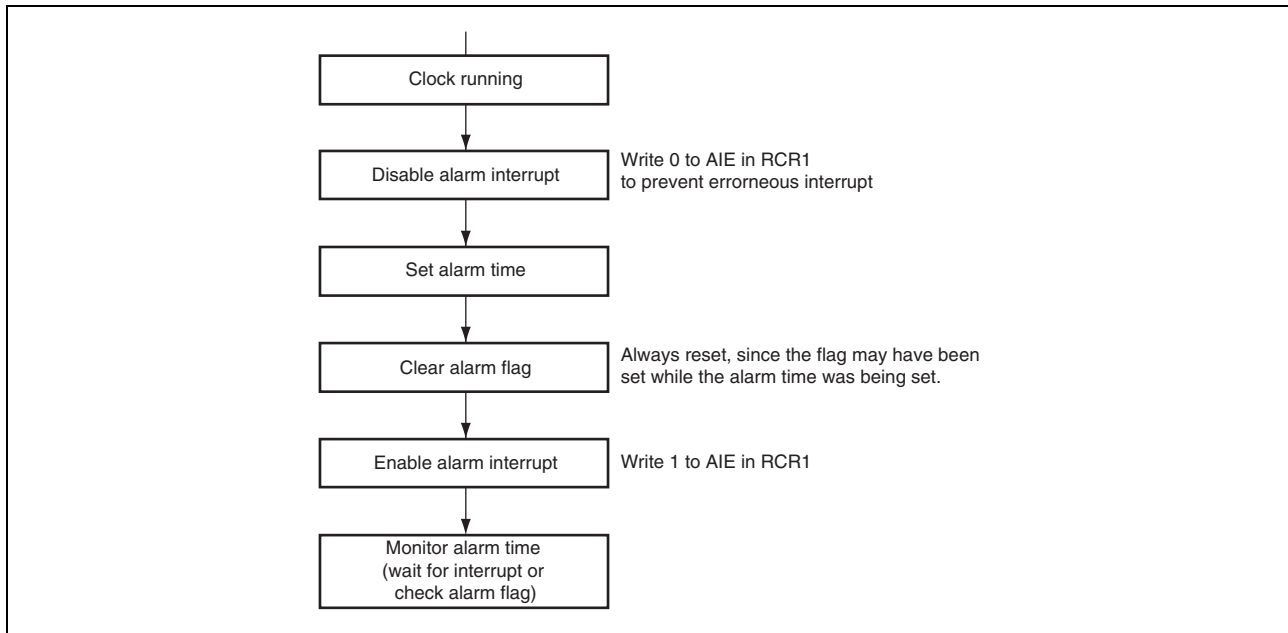 Clock running
Disable alarm interrupt
Write 0 to AIE in RCR1
to prevent errorneous interrupt
Set alarm time
Clear alarm flag
Always reset, since the flag may have been
set while the alarm time was being set.
Enable alarm interrupt
Write 1 to AIE in RCR1
Monitor alarm time
(wait for interrupt or
check alarm flag)